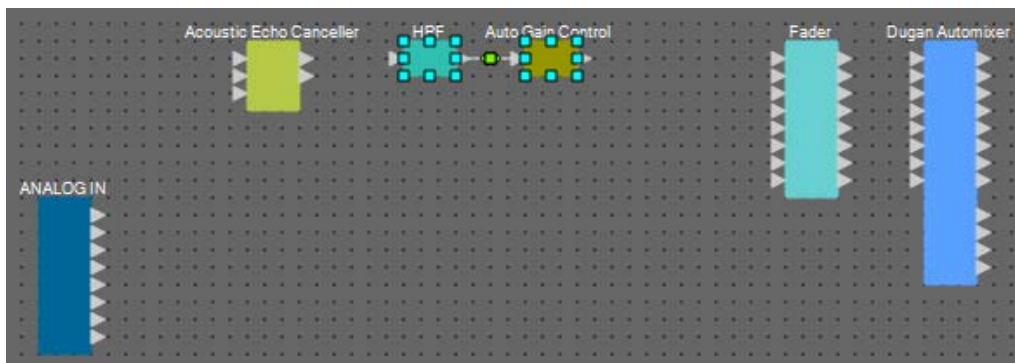 Acoustic Echo Canceller
HPF
Auto Gain Control
Fader
Dugan Automixer
ANALOG IN